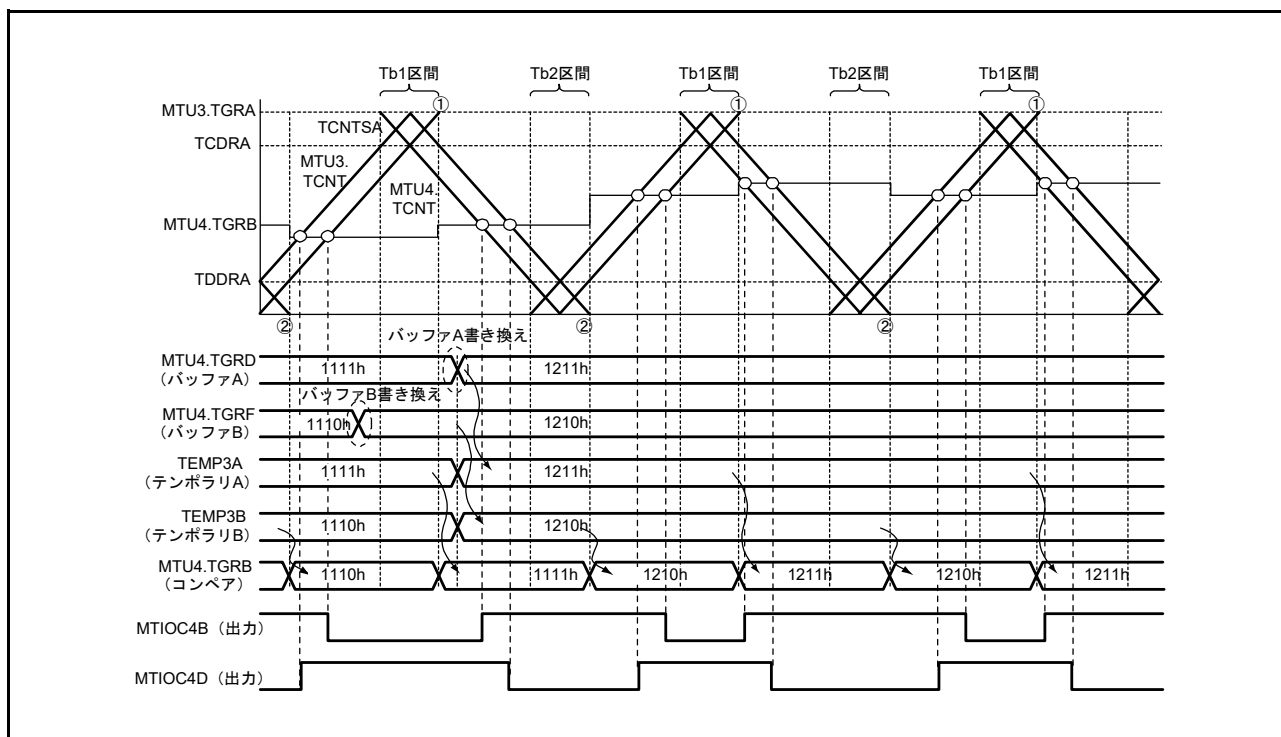 Tb1区間 Tb2区間 Tb1区間 Tb2区間 Tb1区間
MTU3.TGRA ① ① ①
TCNTSA
TCDRA
MTU3.
TCNT
MTU4
TCNT
MTU4.TGRB
TDDRA
② ② ②
バッファA書き換え
MTU4.TGRD
(バッファA)
1111h 1211h
バッファB書き換え
MTU4.TGRF
(バッファB)
1110h 1210h
TEMP3A
(テンポラリA)
1111h 1211h
TEMP3B
(テンポラリB)
1110h 1210h
MTU4.TGRB
(コンペア)
1110h 1111h 1210h 1211h 1210h 1211h
MTIOC4B(出力)
MTIOC4D(出力)